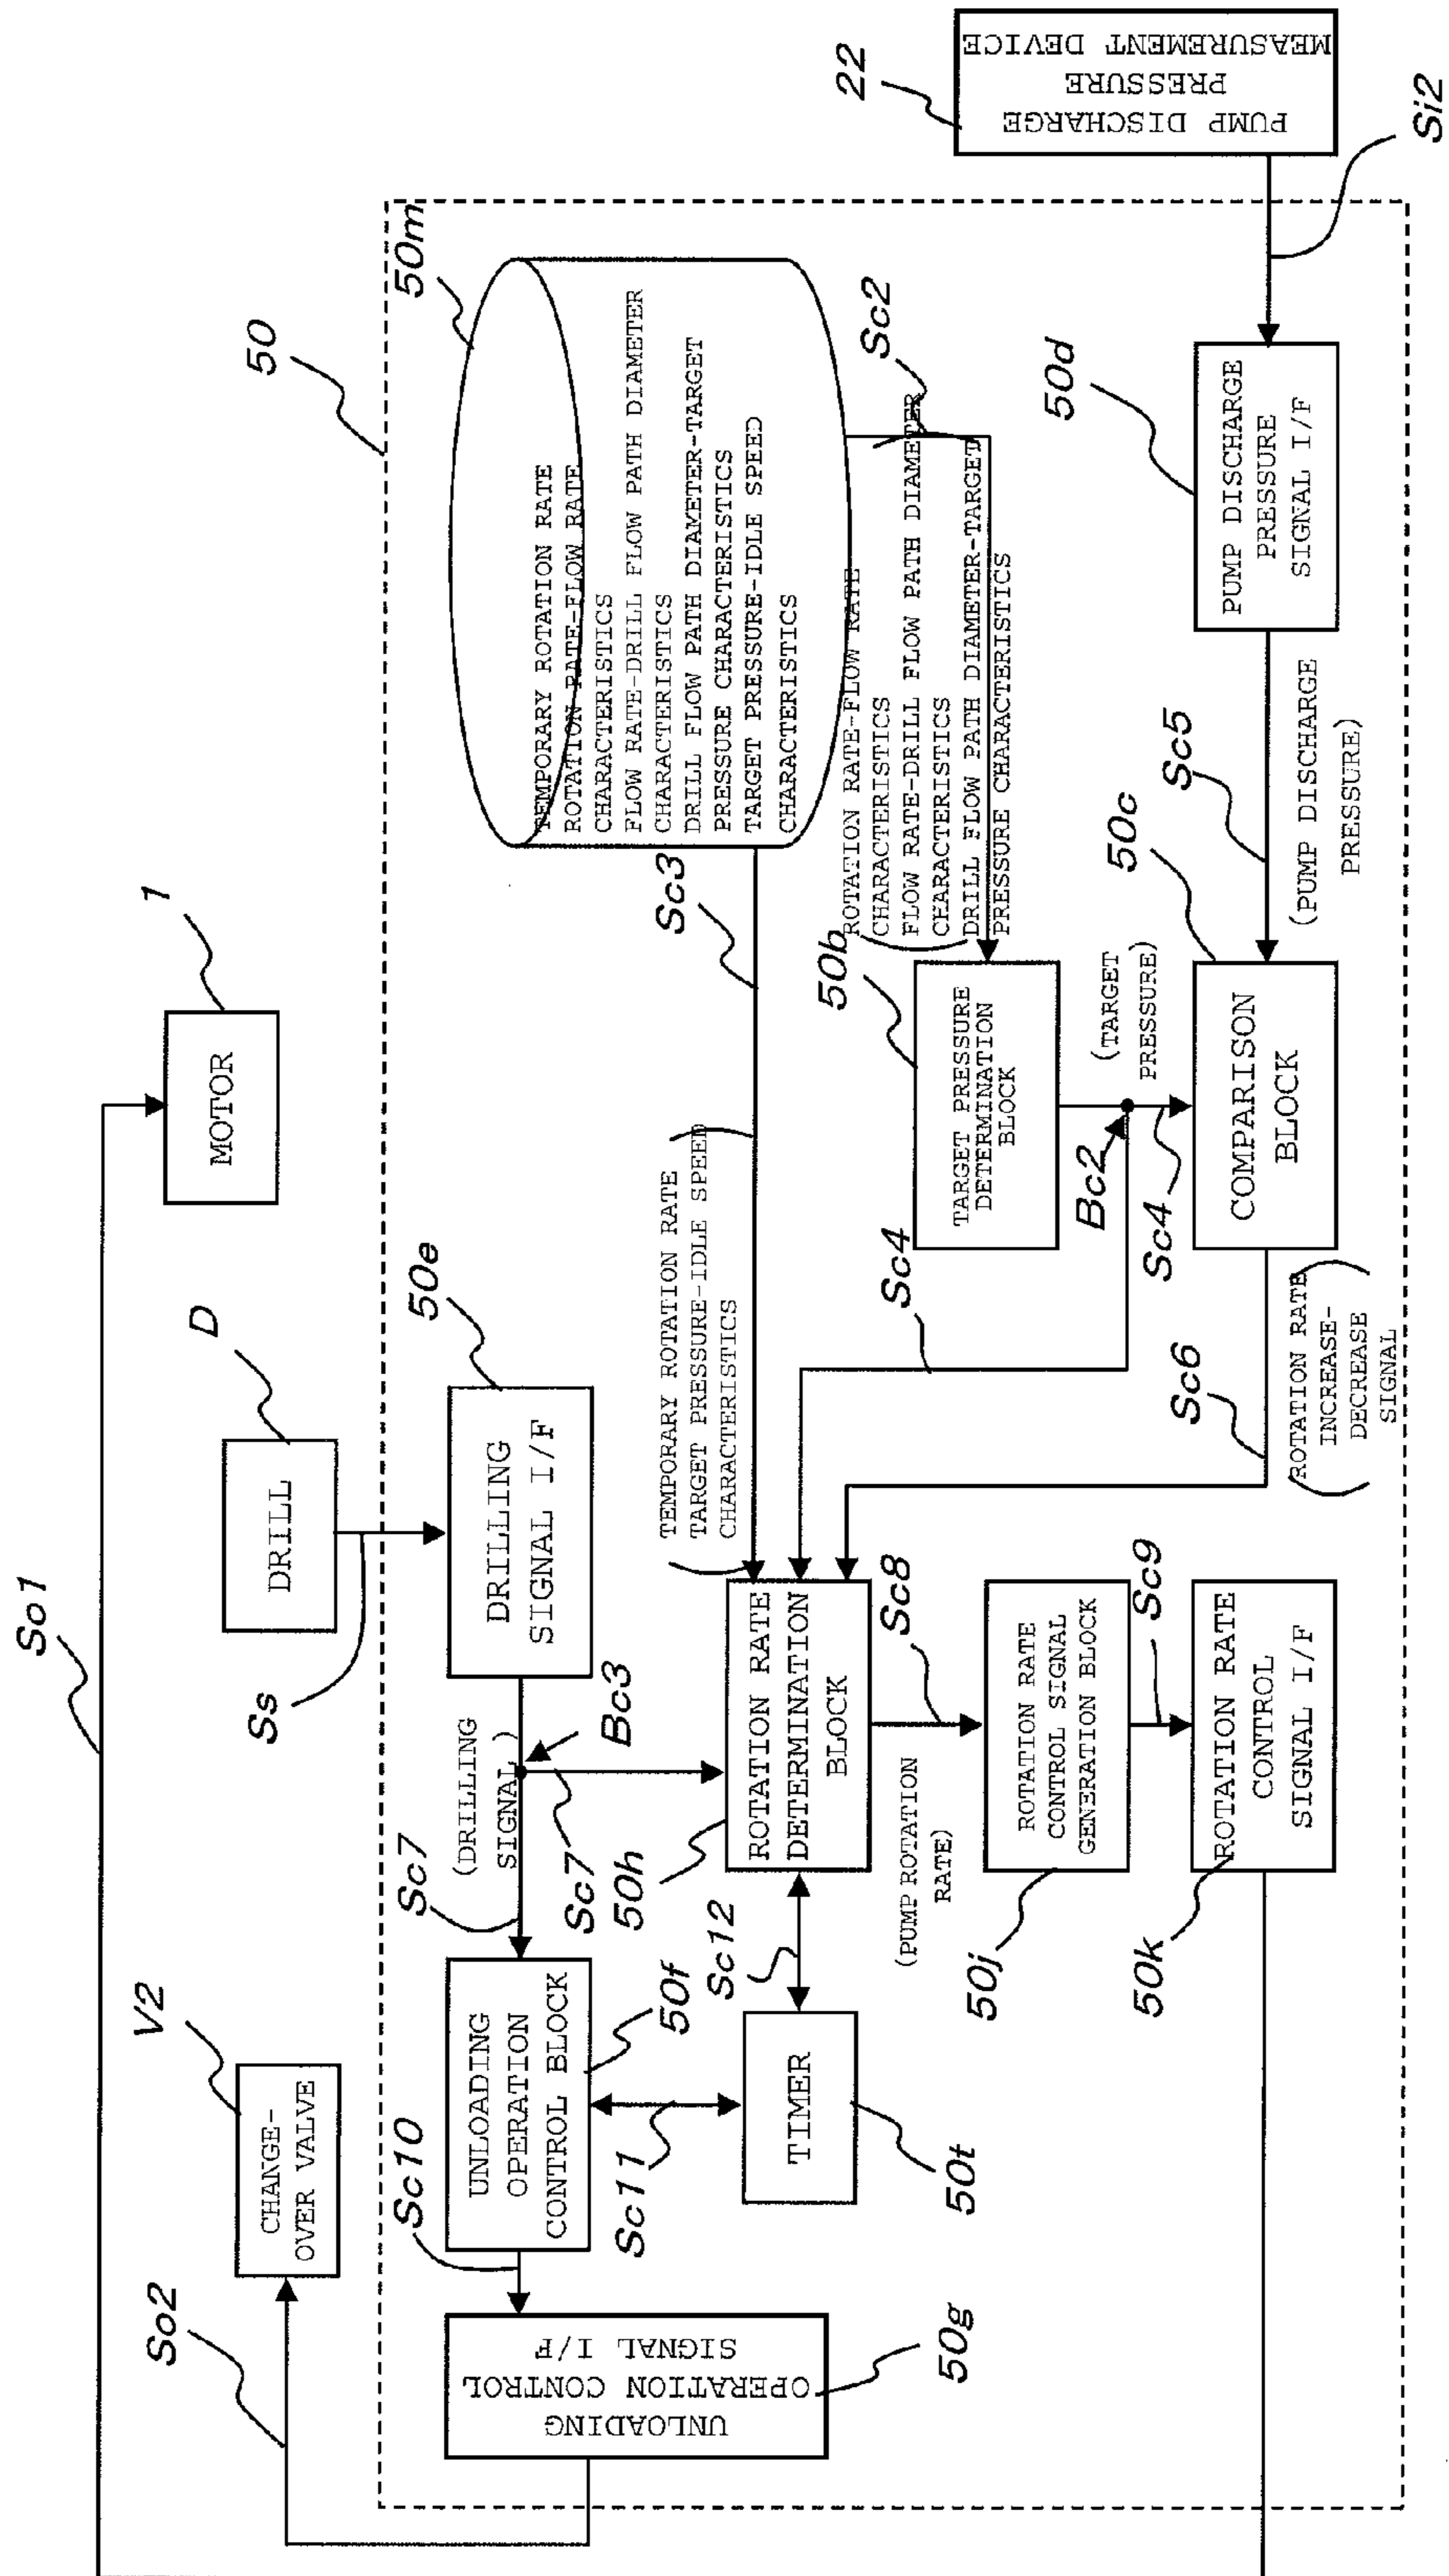 So1
1
MOTOR
D
DRILL
Ss
V2
CHANGE-
OVER VALVE
So2
22
PUMP DISCHARGE
PRESSURE
MEASUREMENT DEVICE
Si2
50
50m
TEMPORARY ROTATION RATE
ROTATION RATE-FLOW RATE
CHARACTERISTICS
FLOW RATE-DRILL FLOW PATH DIAMETER
CHARACTERISTICS
DRILL FLOW PATH DIAMETER-TARGET
PRESSURE CHARACTERISTICS
TARGET PRESSURE-IDLE SPEED
CHARACTERISTICS
Sc2
ROTATION RATE-FLOW RATE
CHARACTERISTICS
FLOW RATE-DRILL FLOW PATH DIAMETER
CHARACTERISTICS
DRILL FLOW PATH DIAMETER-TARGET
PRESSURE CHARACTERISTICS
Sc3
TEMPORARY ROTATION RATE
TARGET PRESSURE-IDLE SPEED
CHARACTERISTICS
50e
DRILLING
SIGNAL I/F
Bc3
(DRILLING
SIGNAL)
Sc7
Sc7
50f
UNLOADING
OPERATION
CONTROL BLOCK
Sc10
50g
UNLOADING
OPERATION CONTROL
SIGNAL I/F
Sc11
TIMER
50t
Sc12
50h
ROTATION RATE
DETERMINATION
BLOCK
50b
TARGET PRESSURE
DETERMINATION
BLOCK
Bc2
(TARGET
PRESSURE)
Sc4
Sc4
50c
COMPARISON
BLOCK
50d
PUMP DISCHARGE
PRESSURE
SIGNAL I/F
Sc5
(PUMP DISCHARGE
PRESSURE)
Sc6
(ROTATION RATE
INCREASE-
DECREASE
SIGNAL)
Sc8
(PUMP ROTATION
RATE)
50j
ROTATION RATE
CONTROL SIGNAL
GENERATION BLOCK
Sc9
50k
ROTATION RATE
CONTROL
SIGNAL I/F